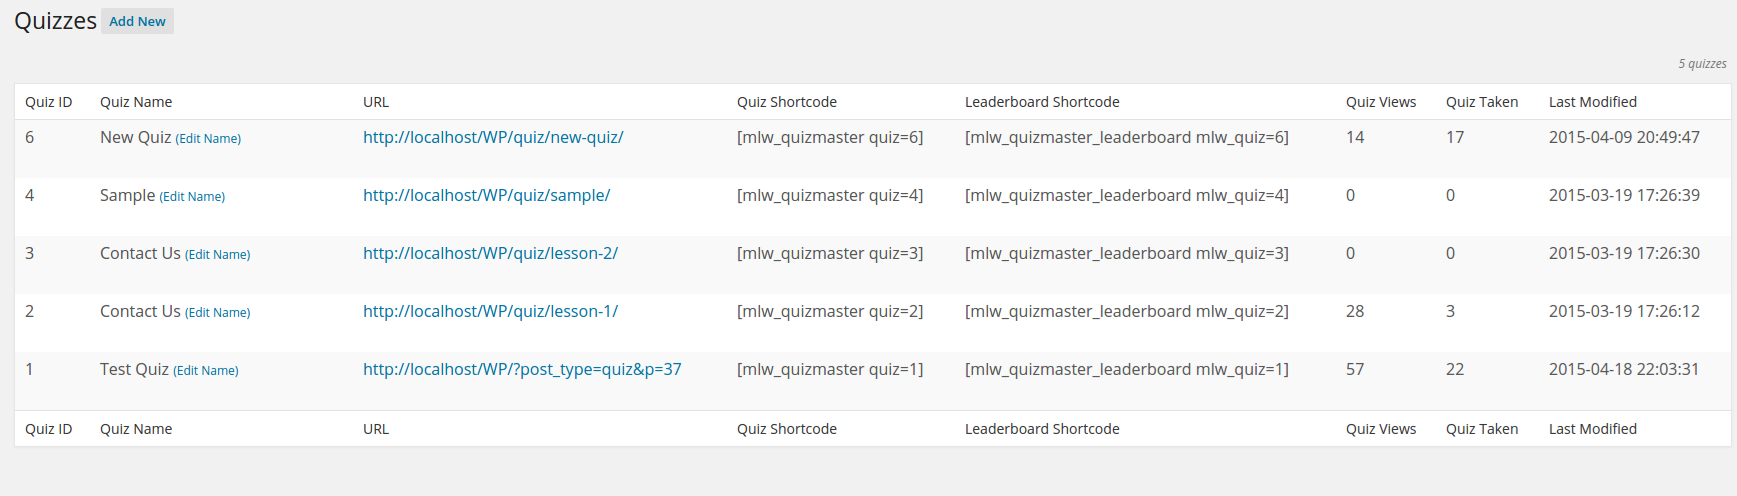 Quizzes Add New
5 quizzes
Quiz ID Quiz Name URL Quiz Shortcode Leaderboard Shortcode Quiz Views Quiz Taken Last Modified
6 New Quiz (Edit Name) http://localhost/WP/quiz/new-quiz/ [mlw_quizmaster quiz=6] [mlw_quizmaster_leaderboard mlw_quiz=6] 14 17 2015-04-09 20:49:47
4 Sample (Edit Name) http://localhost/WP/quiz/sample/ [mlw_quizmaster quiz=4] [mlw_quizmaster_leaderboard mlw_quiz=4] 0 0 2015-03-19 17:26:39
3 Contact Us (Edit Name) http://localhost/WP/quiz/lesson-2/ [mlw_quizmaster quiz=3] [mlw_quizmaster_leaderboard mlw_quiz=3] 0 0 2015-03-19 17:26:30
2 Contact Us (Edit Name) http://localhost/WP/quiz/lesson-1/ [mlw_quizmaster quiz=2] [mlw_quizmaster_leaderboard mlw_quiz=2] 28 3 2015-03-19 17:26:12
1 Test Quiz (Edit Name) http://localhost/WP/?post_type=quiz&p=37 [mlw_quizmaster quiz=1] [mlw_quizmaster_leaderboard mlw_quiz=1] 57 22 2015-04-18 22:03:31
Quiz ID Quiz Name URL Quiz Shortcode Leaderboard Shortcode Quiz Views Quiz Taken Last Modified